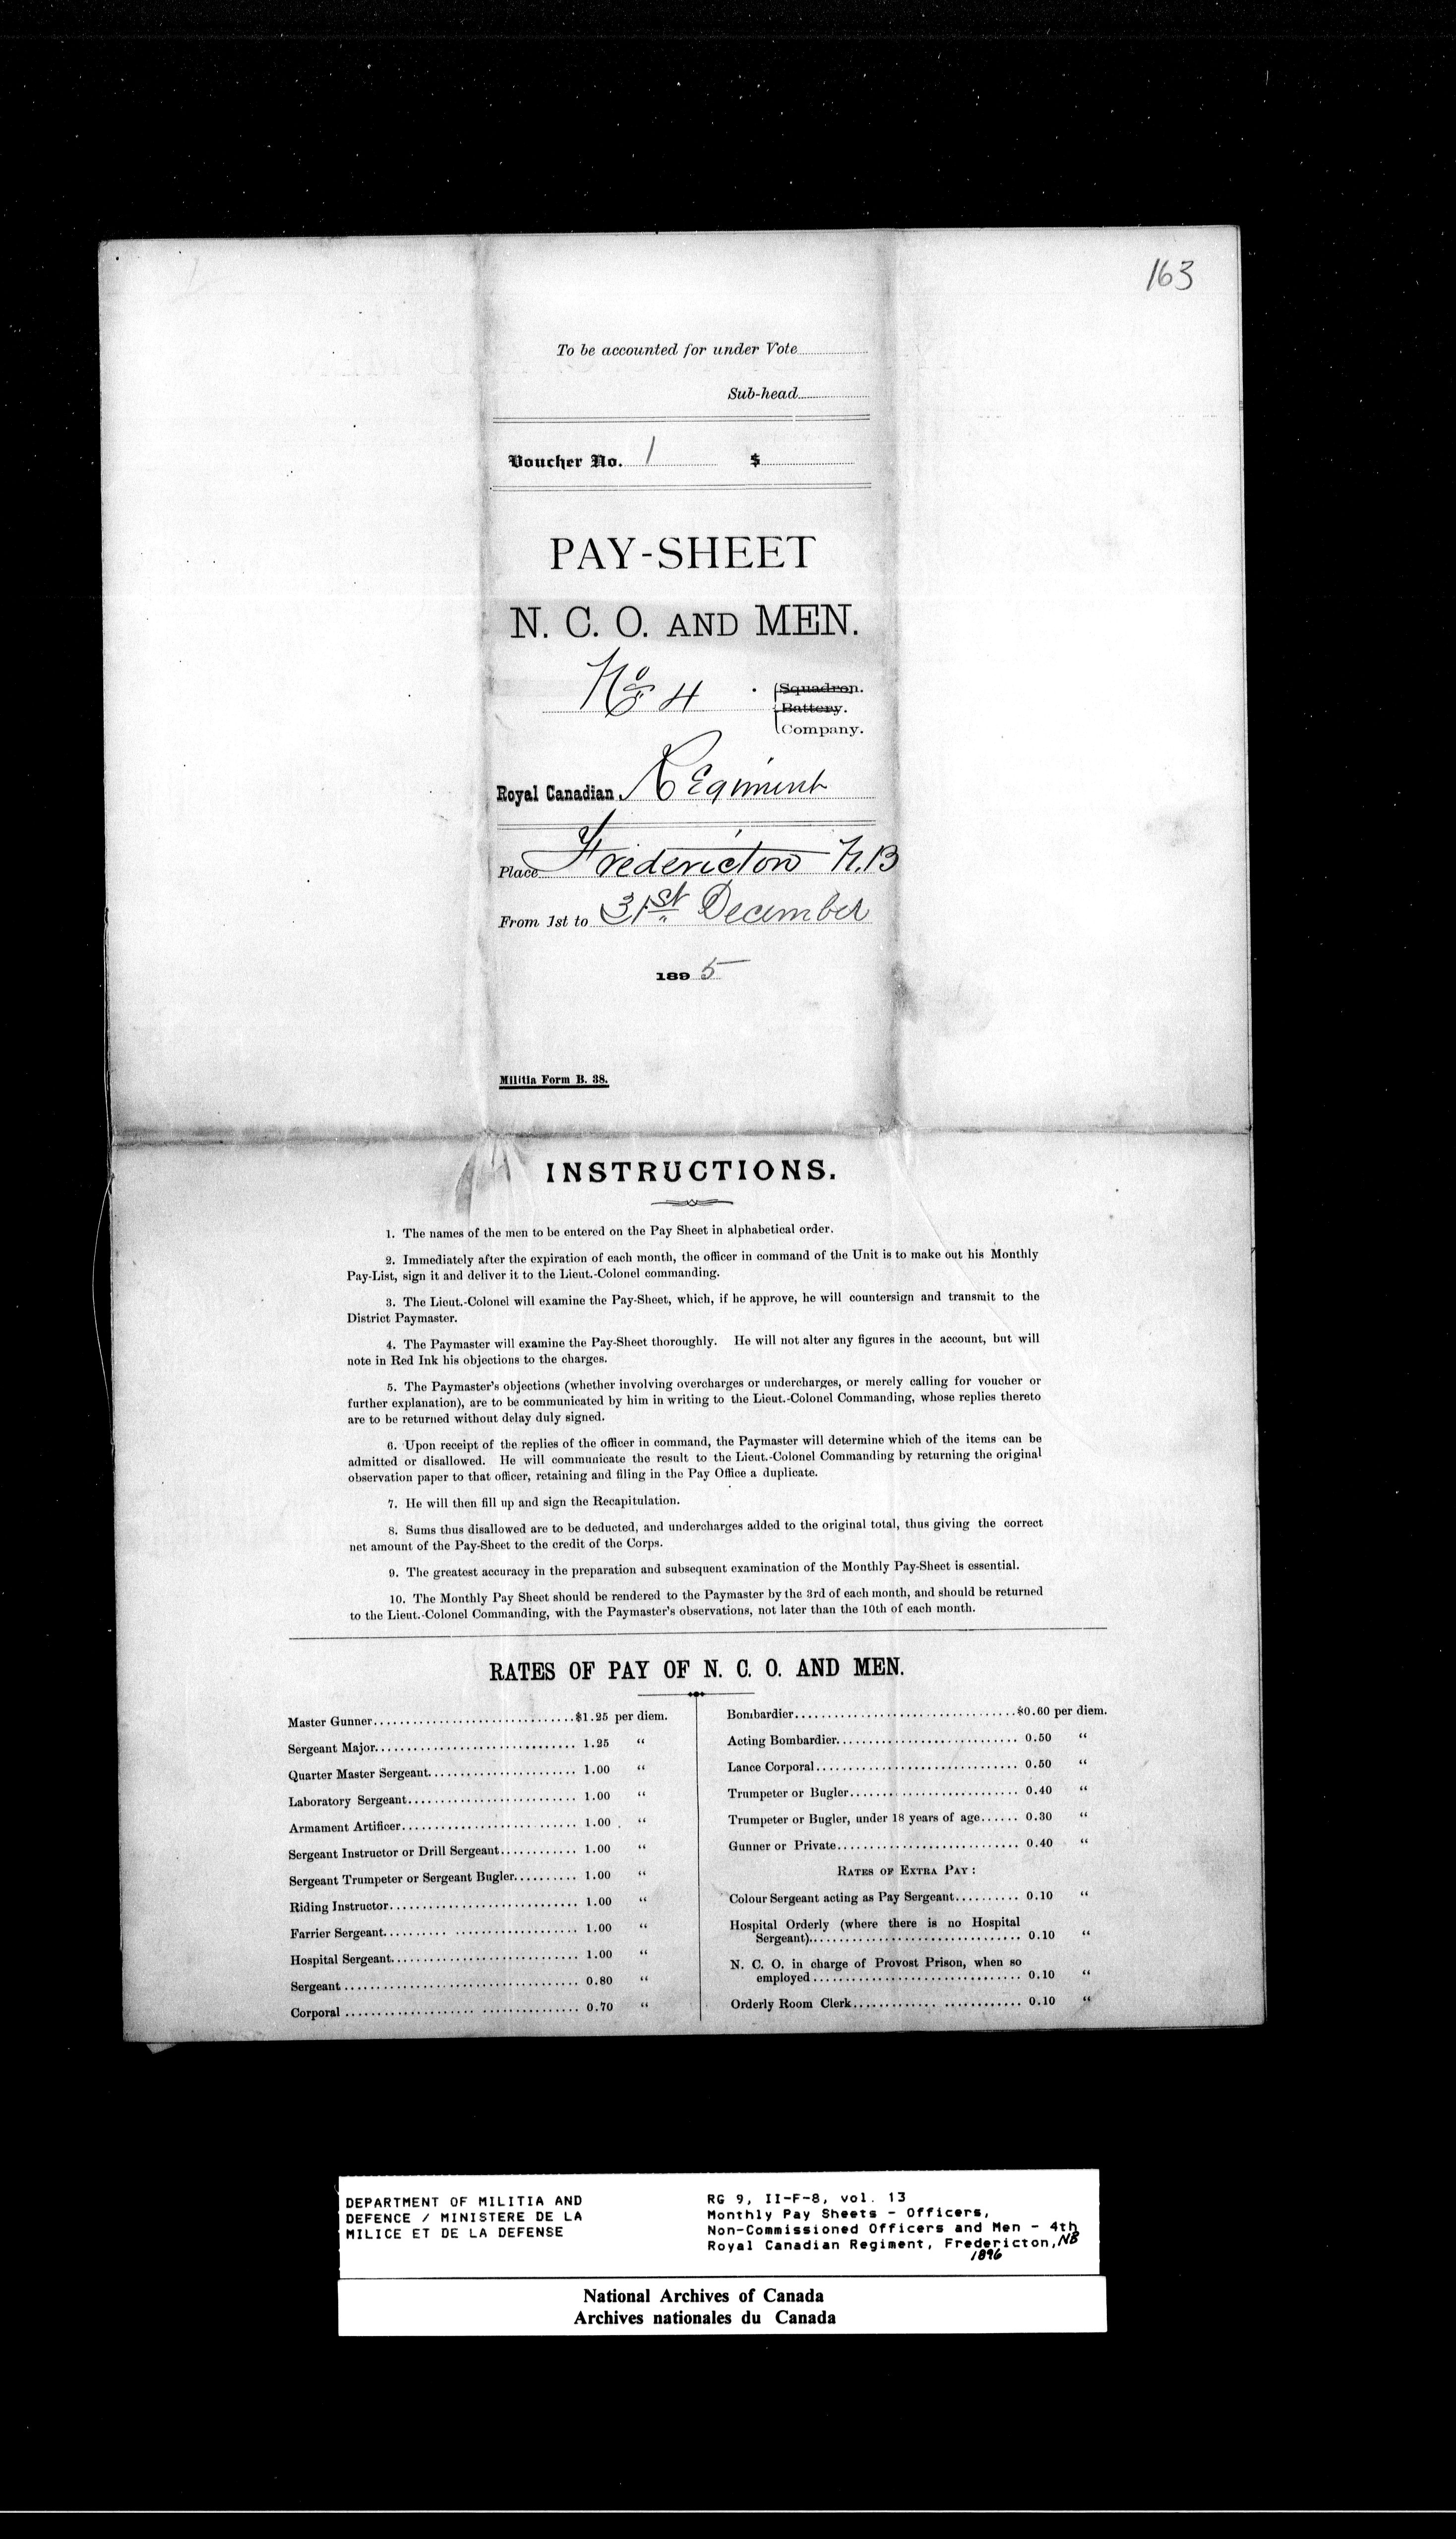 163
To be accounted for under Vote
Sub-head
Voucher No. 1 $
PAY-SHEET
N. C. O. AND MEN.
No 4
Squadron.
Battery.
Company.
Royal Canadian Regiment
Place Fredericton N.B
From 1st to 31st December
1895
Militia Form B. 38.
INSTRUCTIONS.
1. The names of the men to be entered on the Pay Sheet in alphabetical order.
2. Immediately after the expiration of each month, the officer in command of the Unit is to make out his Monthly
Pay-List, sign it and deliver it to the Lieut.-Colonel commanding.
3. The Lieut.-Colonel will examine the Pay-Sheet, which, if he approve, he will countersign and transmit to the
District Paymaster.
4. The Paymaster will examine the Pay-Sheet thoroughly. He will not alter any figures in the account, but will
note in Red Ink his objections to the charges.
5. The Paymaster's objections (whether involving overcharges or undercharges, or merely calling for voucher or
further explanation), are to be communicated by him in writing to the Lieut.-Colonel Commanding, whose replies thereto
are to be returned without delay duly signed.
6. Upon receipt of the replies of the officer in command, the Paymaster will determine which of the items can be
admitted or disallowed. He will communicate the result to the Lieut.-Colonel Commanding by returning the original
observation paper to that officer, retaining and filing in the Pay Office a duplicate.
7. He will then fill up and sign the Recapitulation.
8. Sums thus disallowed are to be deducted, and undercharges added to the original total, thus giving the correct
net amount of the Pay-Sheet to the credit of the Corps.
9. The greatest accuracy in the preparation and subsequent examination of the Monthly Pay-Sheet is essential.
10. The Monthly Pay Sheet should be rendered to the Paymaster by the 3rd of each month, and should be returned
to the Lieut.-Colonel Commanding, with the Paymaster's observations, not later than the 10th of each month.
RATES OF PAY OF N. C. O. AND MEN.
Master Gunner $1.25 per diem.
Sergeant Major 1.25 "
Quarter Master Sergeant 1.00 "
Laboratory Sergeant 1.00 "
Armament Artificer 1.00 "
Sergeant Instructor or Drill Sergeant 1.00 "
Sergeant Trumpeter or Sergeant Bugler 1.00 "
Riding Instructor 1.00 "
Farrier Sergeant 1.00 "
Hospital Sergeant 1.00 "
Sergeant 0.80 "
Corporal 0.70 "
Bombardier $0.60 per diem.
Acting Bombardier 0.50 "
Lance Corporal 0.50 "
Trumpeter or Bugler 0.40 "
Trumpeter or Bugler, under 18 years of age 0.30 "
Gunner or Private 0.40 "
RATES OF EXTRA PAY:
Colour Sergeant acting as Pay Sergeant 0.10 "
Hospital Orderly (where there is no Hospital
Sergeant) 0.10 "
N. C. O. in charge of Provost Prison, when so
employed 0.10 "
Orderly Room Clerk 0.10 "
DEPARTMENT OF MILITIA AND
DEFENCE / MINISTERE DE LA
MILICE ET DE LA DEFENSE
RG 9, II-F-8, vol. 13
Monthly Pay Sheets - Officers,
Non-Commissioned Officers and Men - 4th
Royal Canadian Regiment, Fredericton, NB
1896
National Archives of Canada
Archives nationales du Canada